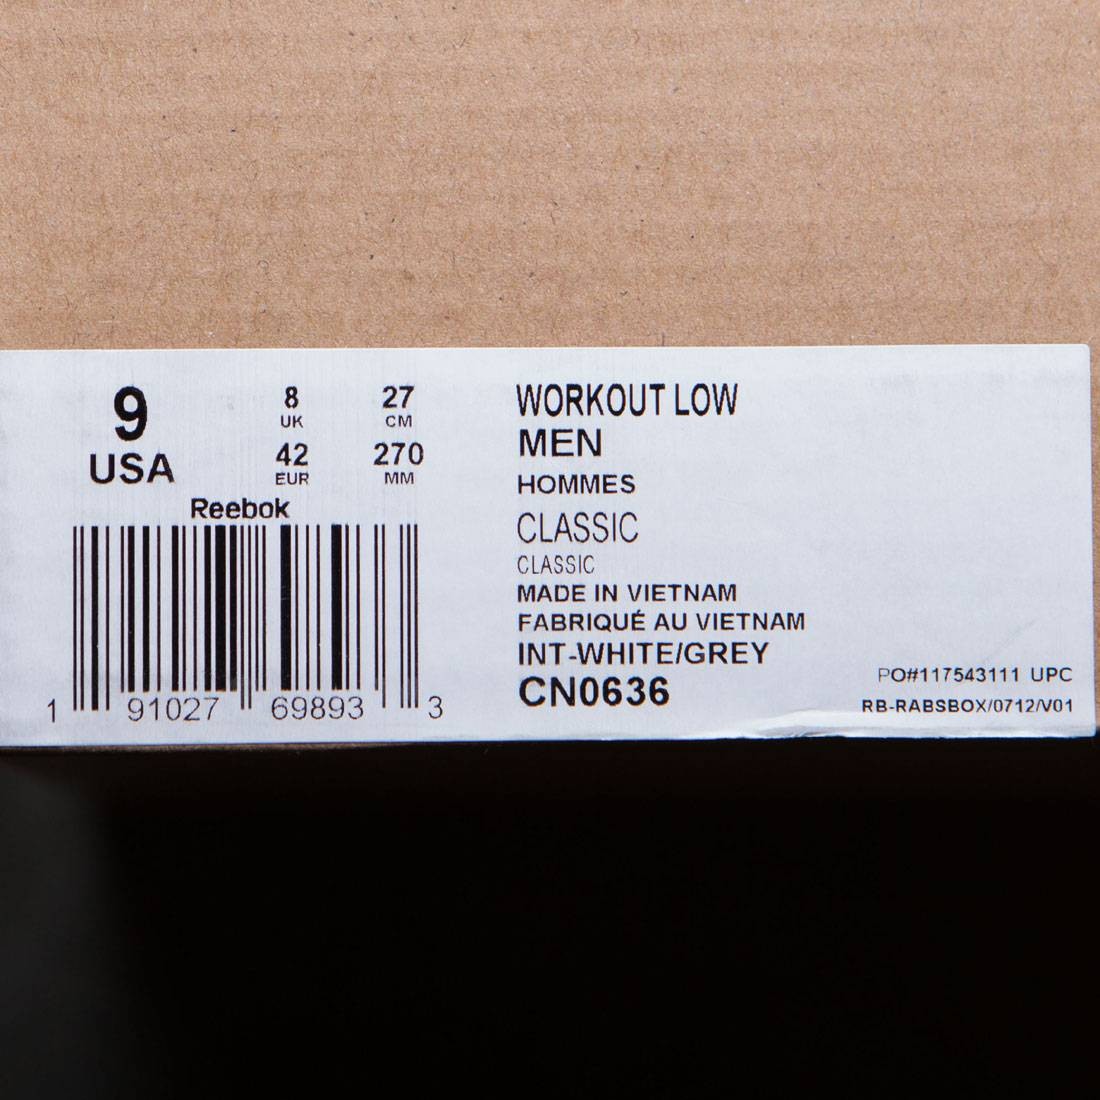 9
USA
8
UK
42
EUR
27
CM
270
MM
Reebok
1 91027 69893 3
WORKOUT LOW
MEN
HOMMES
CLASSIC
CLASSIC
MADE IN VIETNAM
FABRIQUÉ AU VIETNAM
INT-WHITE/GREY
CN0636
PO#117543111 UPC
RB-RABSBOX/0712/V01